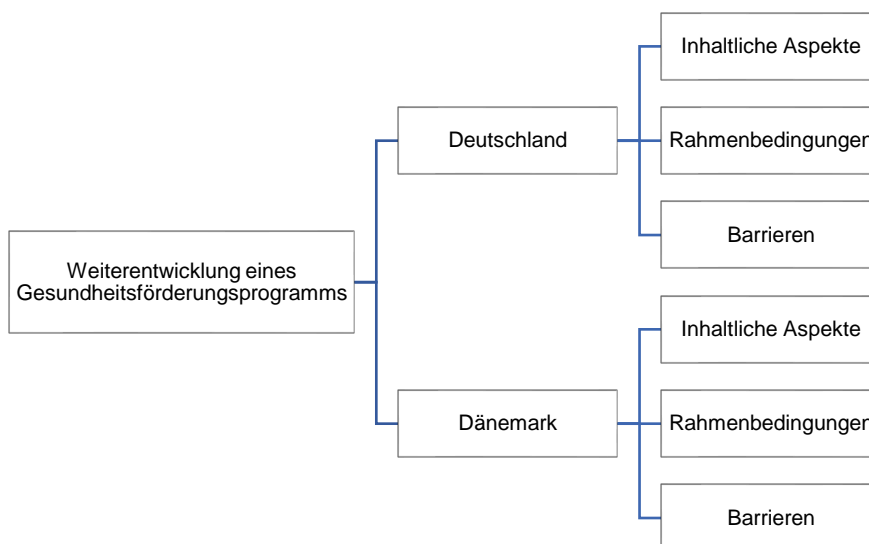 Weiterentwicklung eines
Gesundheitsförderungsprogramms
Deutschland
Inhaltliche Aspekte
Rahmenbedingungen
Barrieren
Dänemark
Inhaltliche Aspekte
Rahmenbedingungen
Barrieren